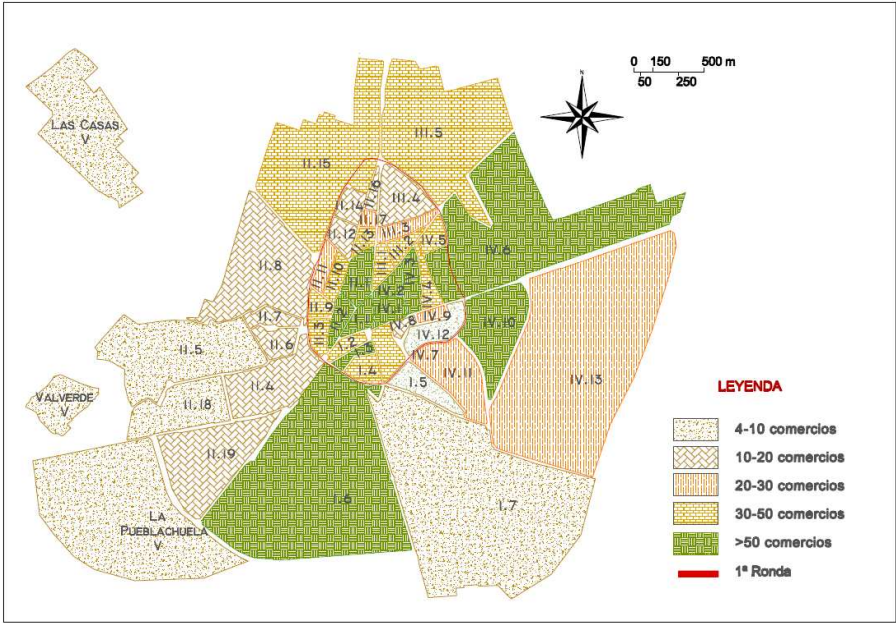 0 150 500 m
50 250
N
LAS CASAS
V
III.5
II.15
II.16
III.4
II.14
II.17
III.3
II.12
II.13
III.2
IV.5
IV.6
II.8
II.11
II.10
III.1
IV.3
II.1
IV.2
IV.4
II.9
IV.1
I.1
II.7
II.3
II.2
IV.8
IV.9
IV.10
II.5
II.6
I.2
I.3
IV.12
IV.7
II.4
I.4
I.5
IV.11
IV.13
VALVERDE
V
II.18
II.19
I.6
I.7
LA
PUEBLACHUELA
V
LEYENDA
4-10 comercios
10-20 comercios
20-30 comercios
30-50 comercios
>50 comercios
1ª Ronda